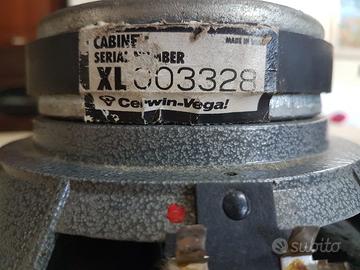 CABINET
SERIAL NUMBER
MADE IN
XL 003328
Cerwin-Vega!
subito